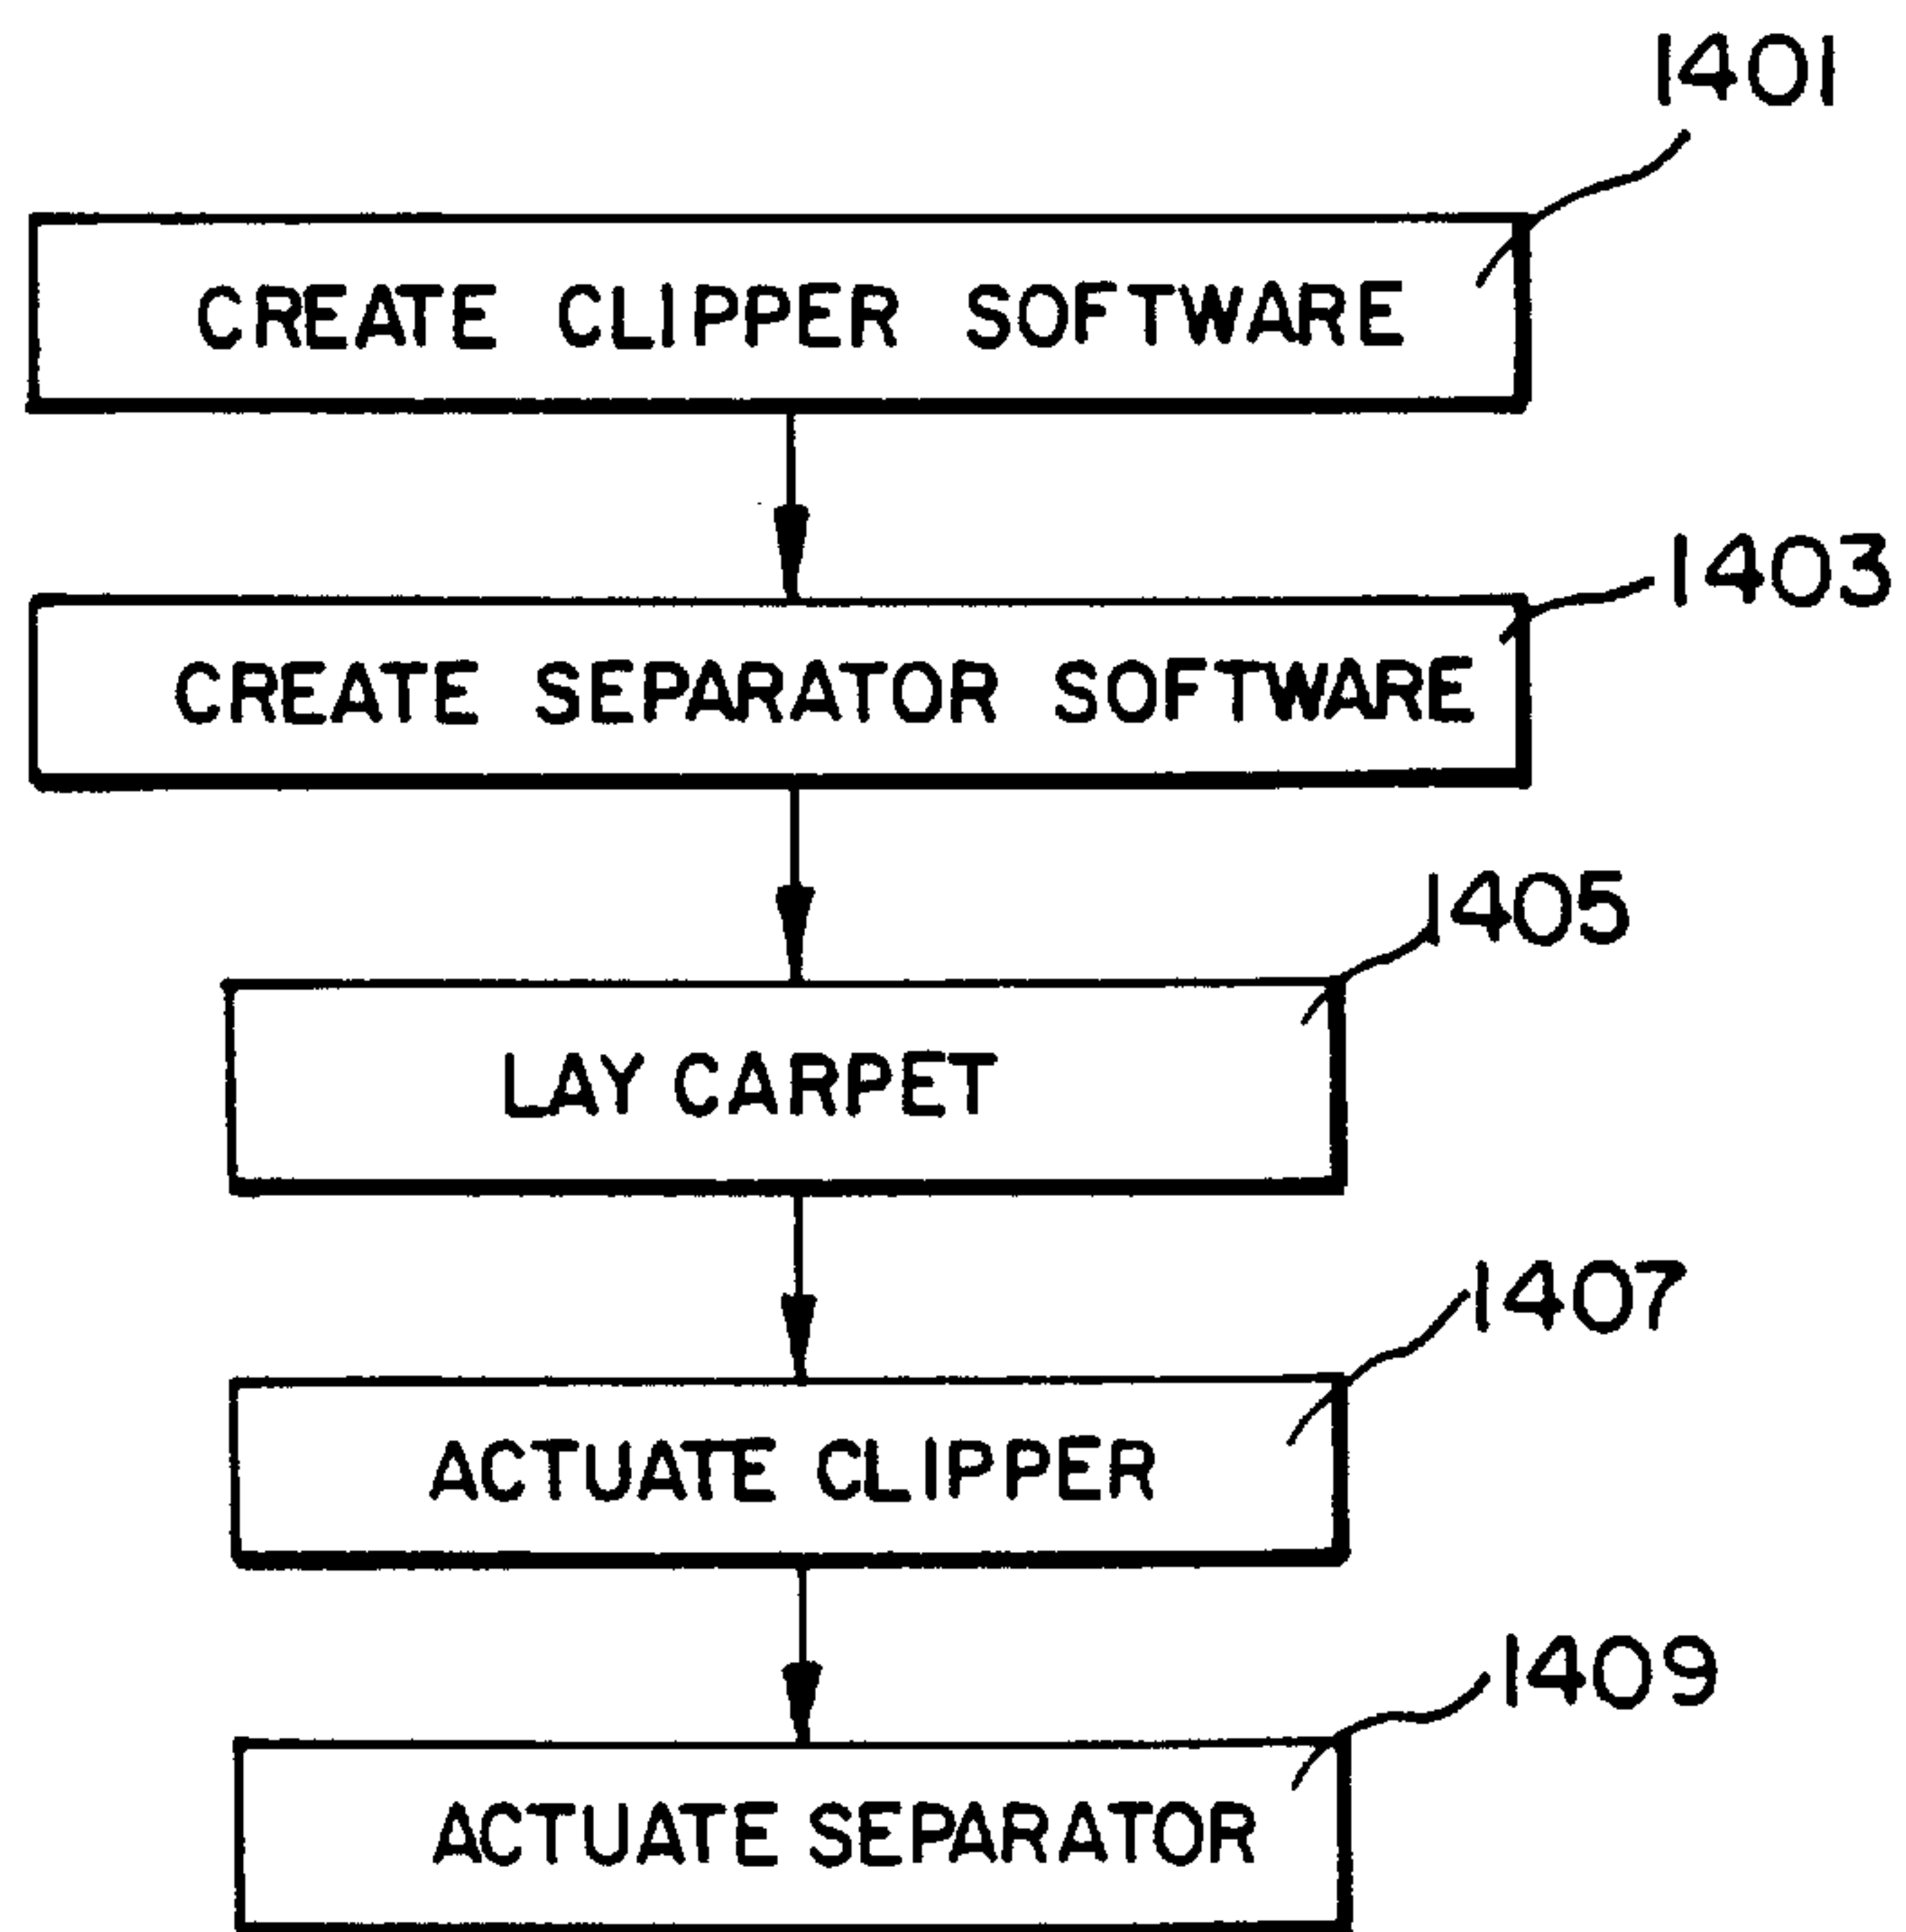 1401
CREATE CLIPPER SOFTWARE
1403
CREATE SEPARATOR SOFTWARE
1405
LAY CARPET
1407
ACTUATE CLIPPER
1409
ACTUATE SEPARATOR